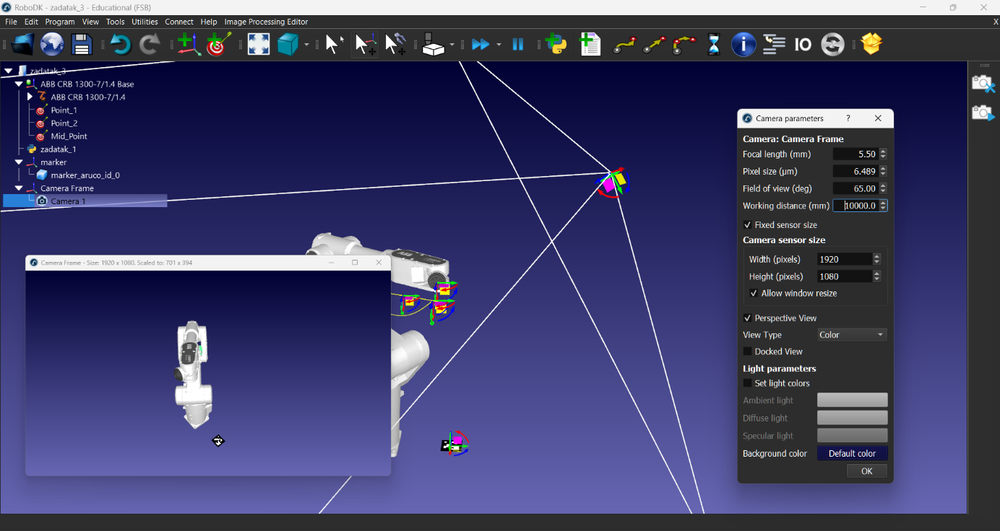 RoboDK - zadatak_3 - Educational (FSB)
File Edit Program View Tools Utilities Connect Help Image Processing Editor X
IO
zadatak_3
ABB CRB 1300-7/1.4 Base
ABB CRB 1300-7/1.4
Point_1
Point_2
Mid_Point
zadatak_1
marker
marker_aruco_id_0
Camera Frame
Camera 1
Camera Frame - Size: 1920 x 1080. Scaled to: 701 x 394
Camera parameters ?
Camera: Camera Frame
Focal length (mm) 5.50
Pixel size (µm) 6.489
Field of view (deg) 65.00
Working distance (mm) 10000.0
Fixed sensor size
Camera sensor size
Width (pixels) 1920
Height (pixels) 1080
Allow window resize
Perspective View
View Type Color
Docked View
Light parameters
Set light colors
Ambient light
Diffuse light
Specular light
Background color Default color
OK